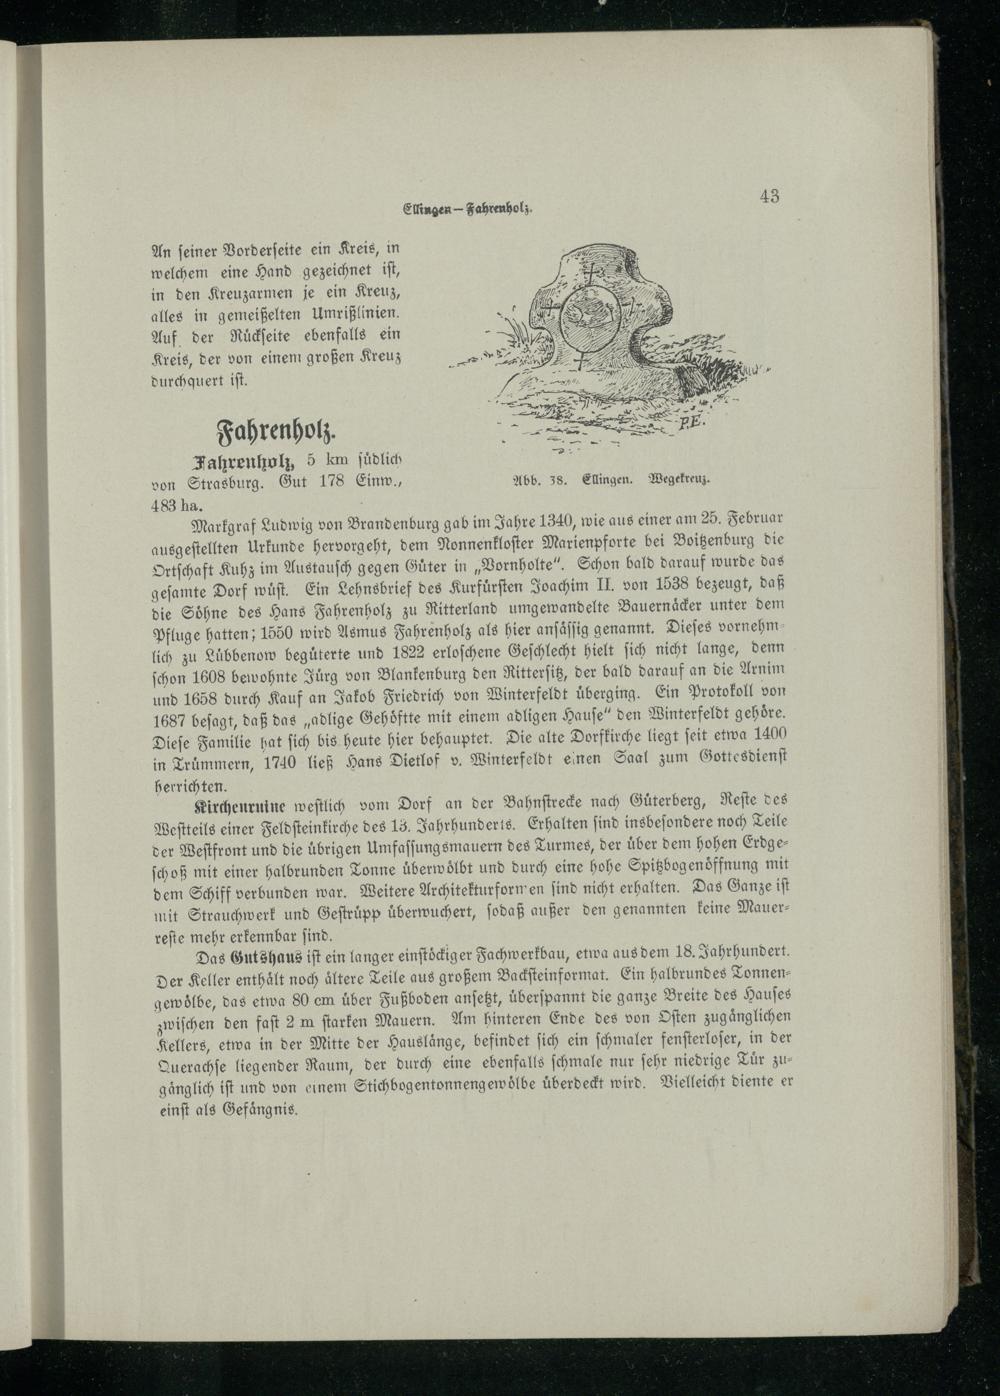 Ellingen—Fahrenholz.
43
An seiner Vorderseite ein Kreis, in
welchem eine Hand gezeichnet ist,
in den Kreuzarmen je ein Kreuz,
alles in gemeißelten Umrißlinien.
Auf der Rückseite ebenfalls ein
Kreis, der von einem großen Kreuz
durchquert ist.
P.E.
Abb. 38. Ellingen. Wegekreuz.
Fahrenholz.
Fahrenholz, 5 km südlich
von Strasburg. Gut 178 Einw.,
483 ha.
Markgraf Ludwig von Brandenburg gab im Jahre 1340, wie aus einer am 25. Februar
ausgestellten Urkunde hervorgeht, dem Nonnenkloster Marienpforte bei Boitzenburg die
Ortschaft Kuhz im Austausch gegen Güter in „Vornholte“. Schon bald darauf wurde das
gesamte Dorf wüst. Ein Lehnsbrief des Kurfürsten Joachim II. von 1538 bezeugt, daß
die Söhne des Hans Fahrenholz zu Ritterland umgewandelte Bauernäcker unter dem
Pfluge hatten; 1550 wird Asmus Fahrenholz als hier ansässig genannt. Dieses vornehm-
lich zu Lübbenow begüterte und 1822 erloschene Geschlecht hielt sich nicht lange, denn
schon 1608 bewohnte Jürg von Blankenburg den Rittersitz, der bald darauf an die Arnim
und 1658 durch Kauf an Jakob Friedrich von Winterfeldt überging. Ein Protokoll von
1687 besagt, daß das „adlige Gehöftte mit einem adligen Hause“ den Winterfeldt gehöre.
Diese Familie hat sich bis heute hier behauptet. Die alte Dorfkirche liegt seit etwa 1400
in Trümmern, 1740 ließ Hans Dietlof v. Winterfeldt einen Saal zum Gottesdienst
herrichten.
Kirchenruine westlich vom Dorf an der Bahnstrecke nach Güterberg, Reste des
Westteils einer Feldsteinkirche des 13. Jahrhunderts. Erhalten sind insbesondere noch Teile
der Westfront und die übrigen Umfassungsmauern des Turmes, der über dem hohen Erdge-
schoß mit einer halbrunden Tonne überwölbt und durch eine hohe Spitzbogenöffnung mit
dem Schiff verbunden war. Weitere Architekturformen sind nicht erhalten. Das Ganze ist
mit Strauchwerk und Gestrüpp überwuchert, sodaß außer den genannten keine Mauer-
reste mehr erkennbar sind.
Das Gutshaus ist ein langer einstöckiger Fachwerkbau, etwa aus dem 18. Jahrhundert.
Der Keller enthält noch ältere Teile aus großem Backsteinformat. Ein halbrundes Tonnen-
gewölbe, das etwa 80 cm über Fußboden ansetzt, überspannt die ganze Breite des Hauses
zwischen den fast 2 m starken Mauern. Am hinteren Ende des von Osten zugänglichen
Kellers, etwa in der Mitte der Hauslänge, befindet sich ein schmaler fensterloser, in der
Querachse liegender Raum, der durch eine ebenfalls schmale nur sehr niedrige Tür zu-
gänglich ist und von einem Stichbogentonnengewölbe überdeckt wird. Vielleicht diente er
einst als Gefängnis.